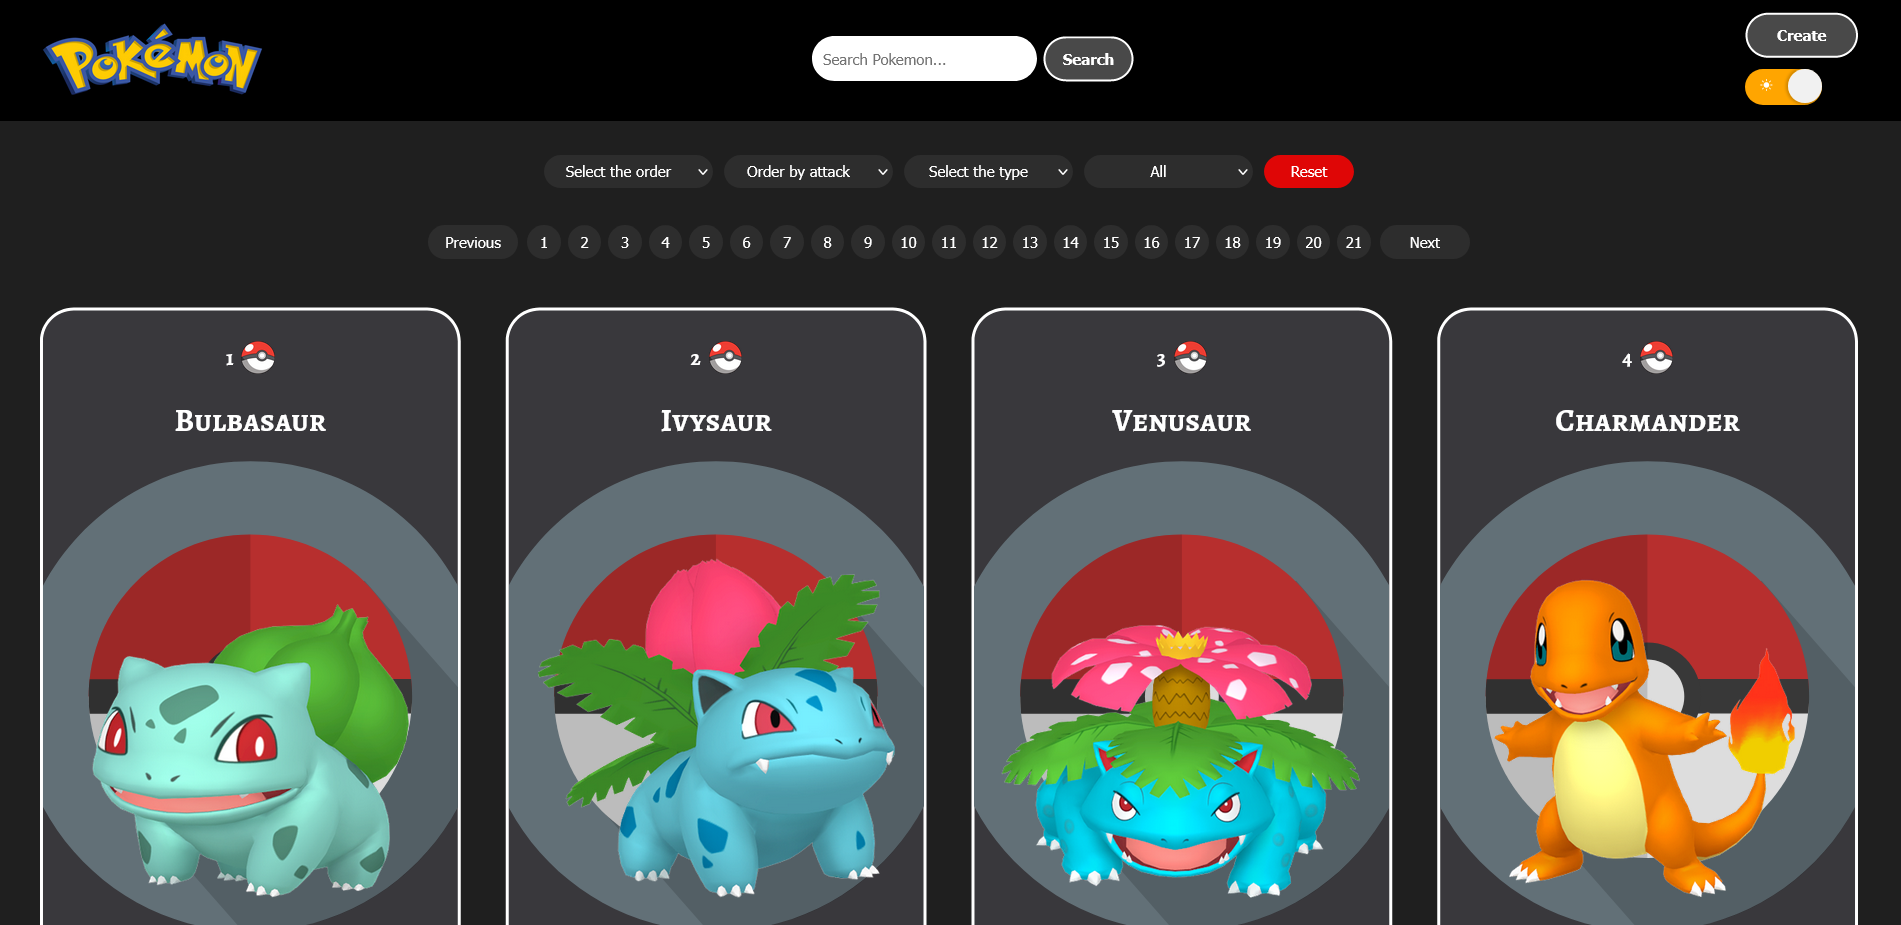 Pokémon
Search Pokemon...
Search
Create
Select the order
Order by attack
Select the type
All
Reset
Previous 1 2 3 4 5 6 7 8 9 10 11 12 13 14 15 16 17 18 19 20 21 Next
1
2
3
4
Bulbasaur
Ivysaur
Venusaur
Charmander